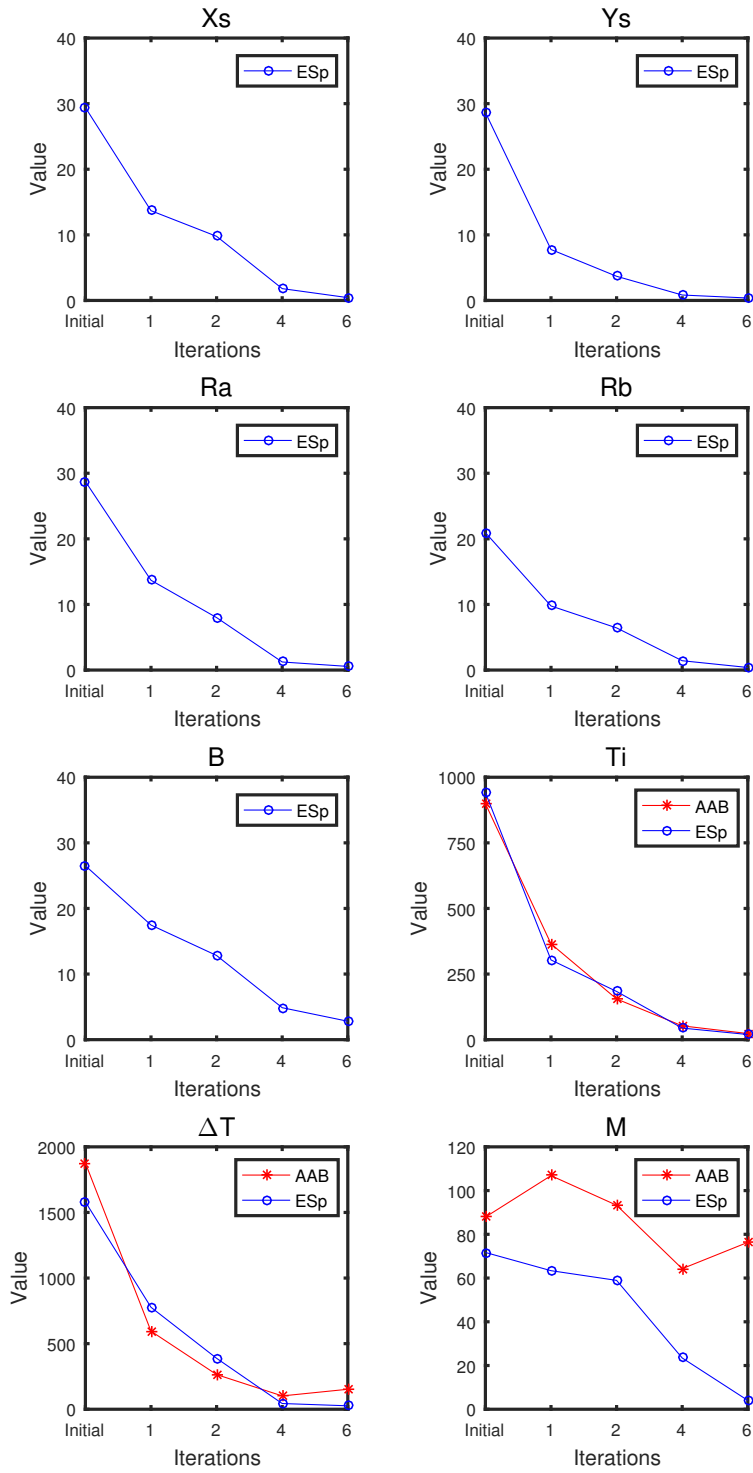 Xs
40
30
20
10
0
Value
ESp
Initial 1 2 4 6
Iterations
Ys
40
30
20
10
0
Value
ESp
Initial 1 2 4 6
Iterations
Ra
40
30
20
10
0
Value
ESp
Initial 1 2 4 6
Iterations
Rb
40
30
20
10
0
Value
ESp
Initial 1 2 4 6
Iterations
B
40
30
20
10
0
Value
ESp
Initial 1 2 4 6
Iterations
Ti
1000
750
500
250
0
Value
AAB
ESp
Initial 1 2 4 6
Iterations
ΔT
2000
1500
1000
500
0
Value
AAB
ESp
Initial 1 2 4 6
Iterations
M
120
100
80
60
40
20
0
Value
AAB
ESp
Initial 1 2 4 6
Iterations